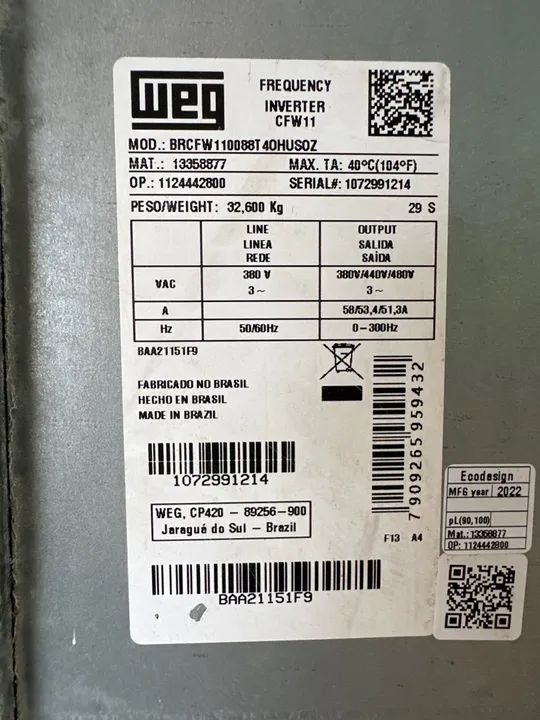 WEG
FREQUENCY
INVERTER
CFW11
MOD.: BRCFW110088T4OHUSOZ
MAT.: 13358877 MAX. TA: 40ºC(104ºF)
OP.: 1124442800 SERIAL#: 1072991214
PESO/WEIGHT: 32,600 Kg 29 S
LINE OUTPUT
LINEA SALIDA
REDE SAÍDA
VAC 380 V 380V/440V/480V
3~ 3~
A 58/53,4/51,3A
Hz 50/60Hz 0-300Hz
BAA21151F9
FABRICADO NO BRASIL
HECHO EN BRASIL
MADE IN BRAZIL
1072991214
7909265959432
WEG, CP420 - 89256-900
Jaraguá do Sul - Brazil
F13 A4
BAA21151F9
Ecodesign
MFG year 2022
pL(90,100)
Mat.:13358877
OP: 1124442800